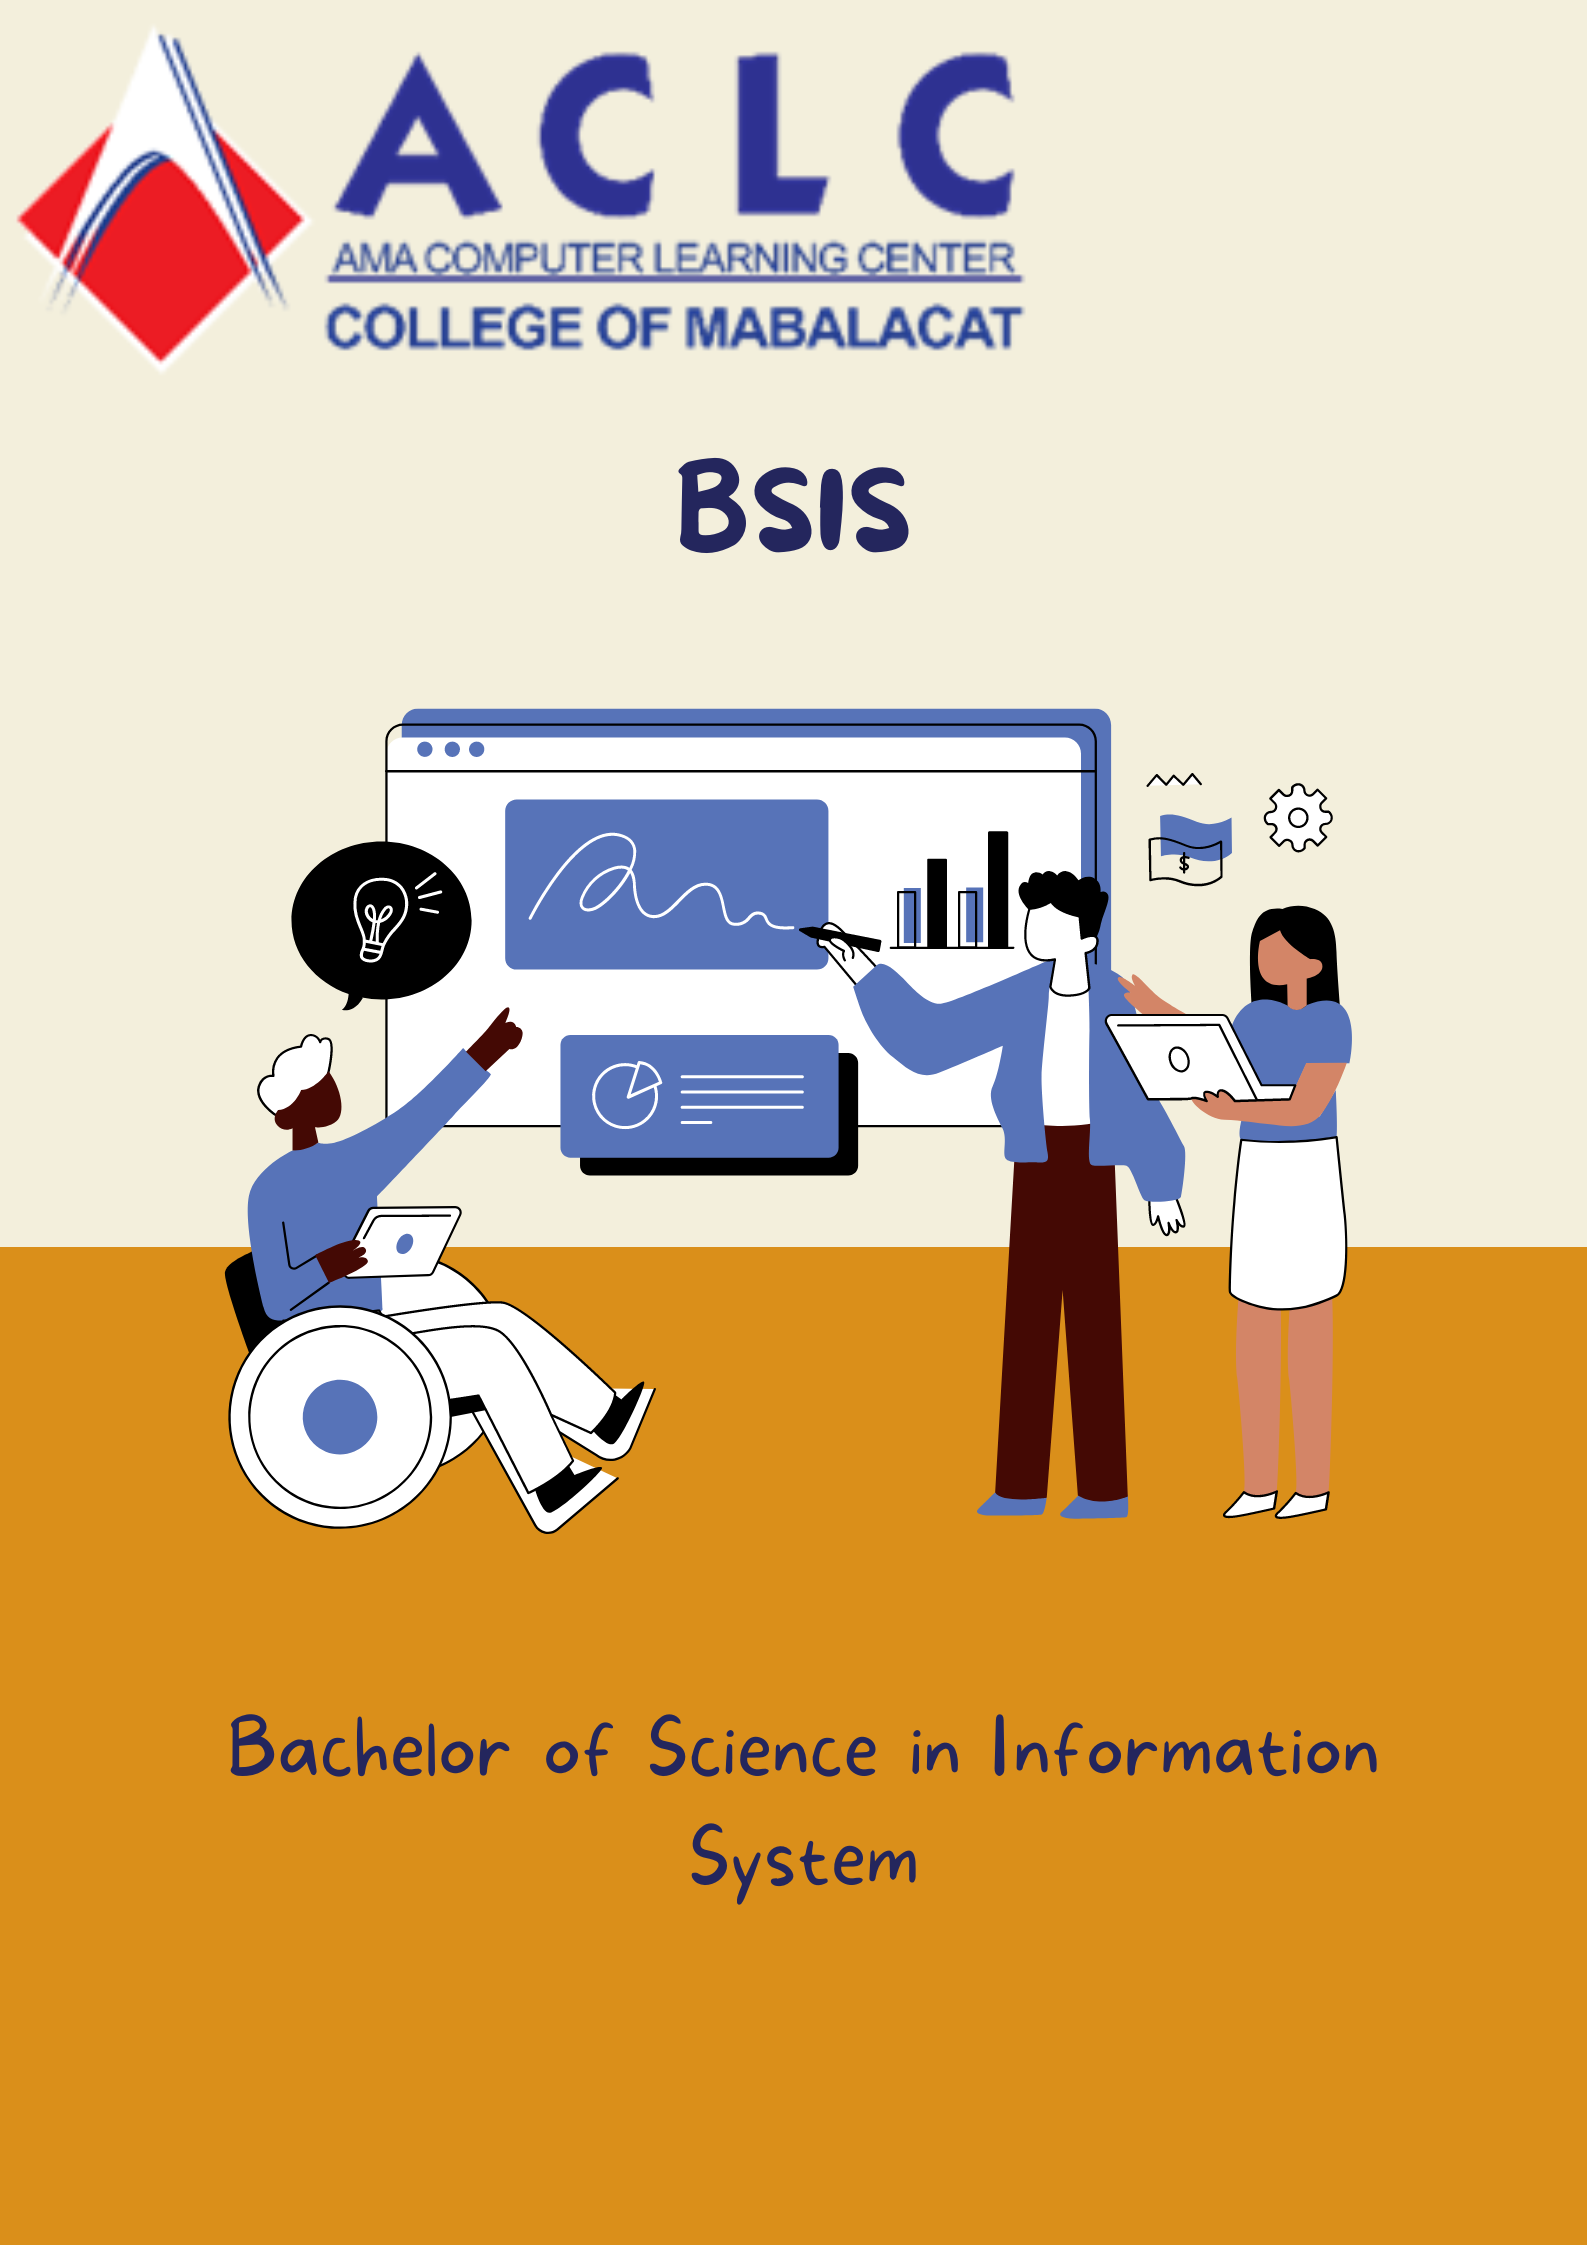 ACLC
AMA COMPUTER LEARNING CENTER
COLLEGE OF MABALACAT
BSIS
$
Bachelor of Science in Information
System